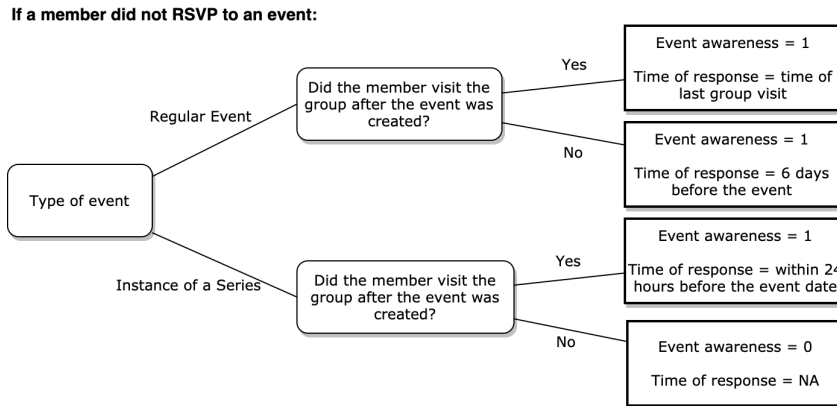 If a member did not RSVP to an event:
Type of event
Regular Event
Did the member visit the
group after the event was
created?
Yes
Event awareness = 1
Time of response = time of
last group visit
No
Event awareness = 1
Time of response = 6 days
before the event
Instance of a Series
Did the member visit the
group after the event was
created?
Yes
Event awareness = 1
Time of response = within 24
hours before the event date
No
Event awareness = 0
Time of response = NA